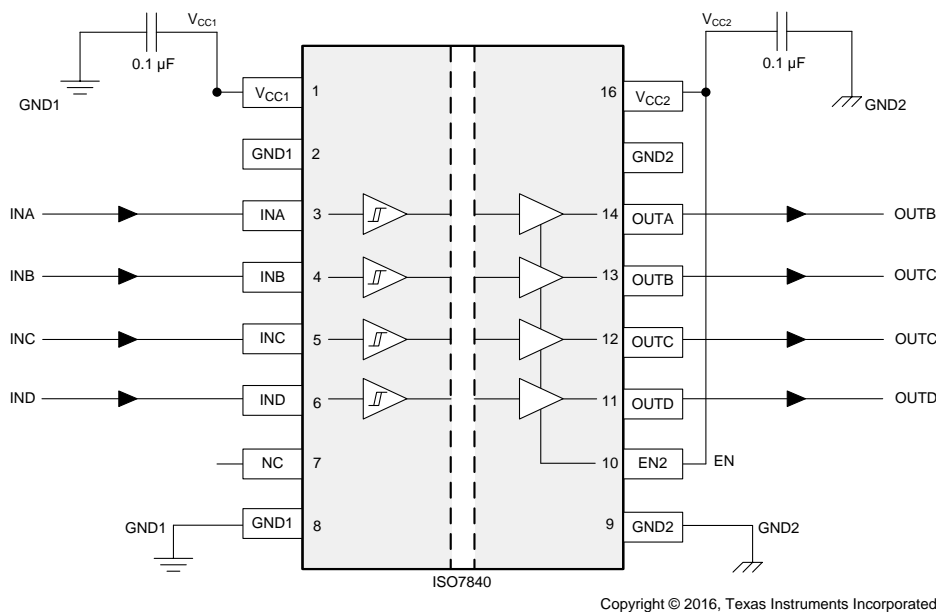 VCC1
0.1 µF
GND1
VCC2
0.1 µF
GND2
VCC1 1
16 VCC2
GND1 2
GND2
INA INA 3
14 OUTA OUTB
INB INB 4
13 OUTB OUTC
INC INC 5
12 OUTC OUTC
IND IND 6
11 OUTD OUTD
NC 7
10 EN2 EN
GND1 GND1 8
9 GND2 GND2
ISO7840
Copyright © 2016, Texas Instruments Incorporated